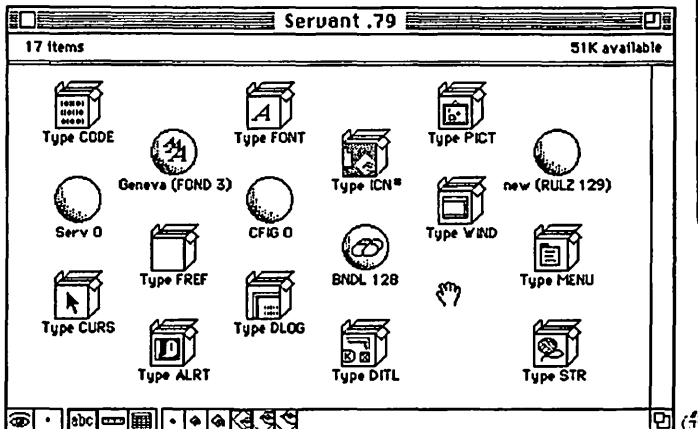 Servant .79
17 items 51K available
Type CODE Type FONT Type PICT
Geneva (FOND 3) Type ICN# new (RULZ 129)
Serv 0 CFIG 0 Type WIND
Type FREF BNDL 128 Type MENU
Type CURS Type DLOG
Type ALRT Type DITL Type STR
abc